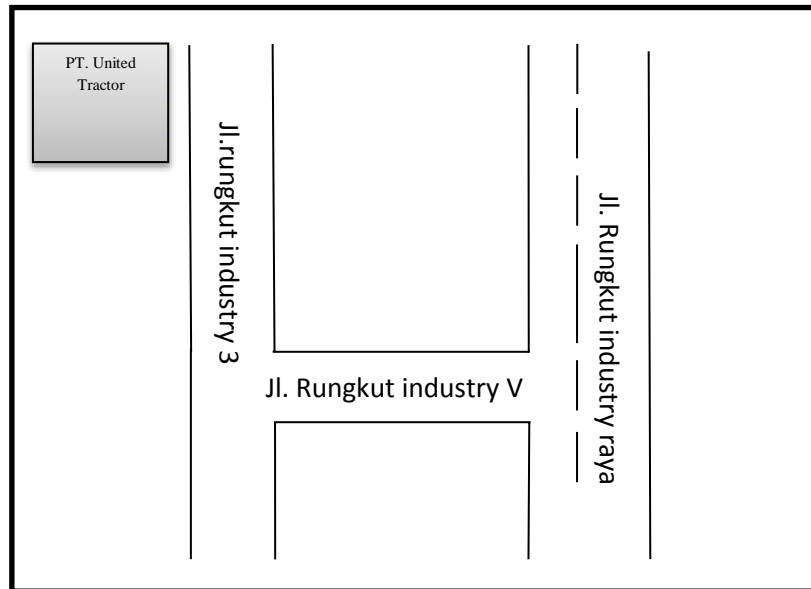 PT. United
Tractor
Jl.rungkut industry 3
Jl. Rungkut industry V
Jl. Rungkut industry raya